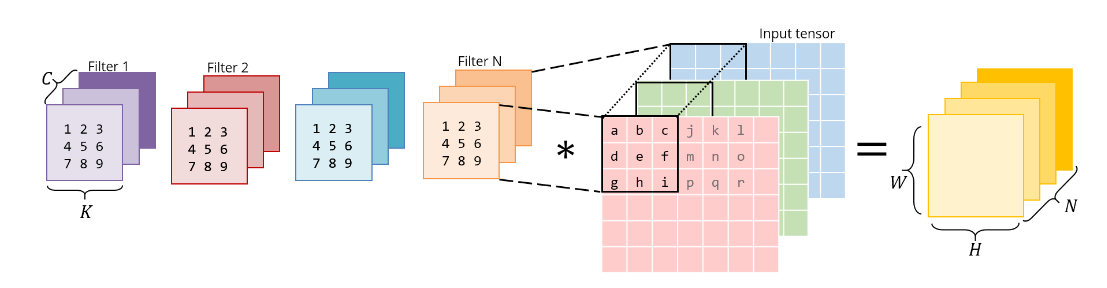 Input tensor
Filter 1
Filter 2
Filter N
C
1 2 3
4 5 6
7 8 9
K
1 2 3
4 5 6
7 8 9
1 2 3
4 5 6
7 8 9
1 2 3
4 5 6
7 8 9
*
a b c j k l
d e f m n o
g h i p q r
=
W
H
N